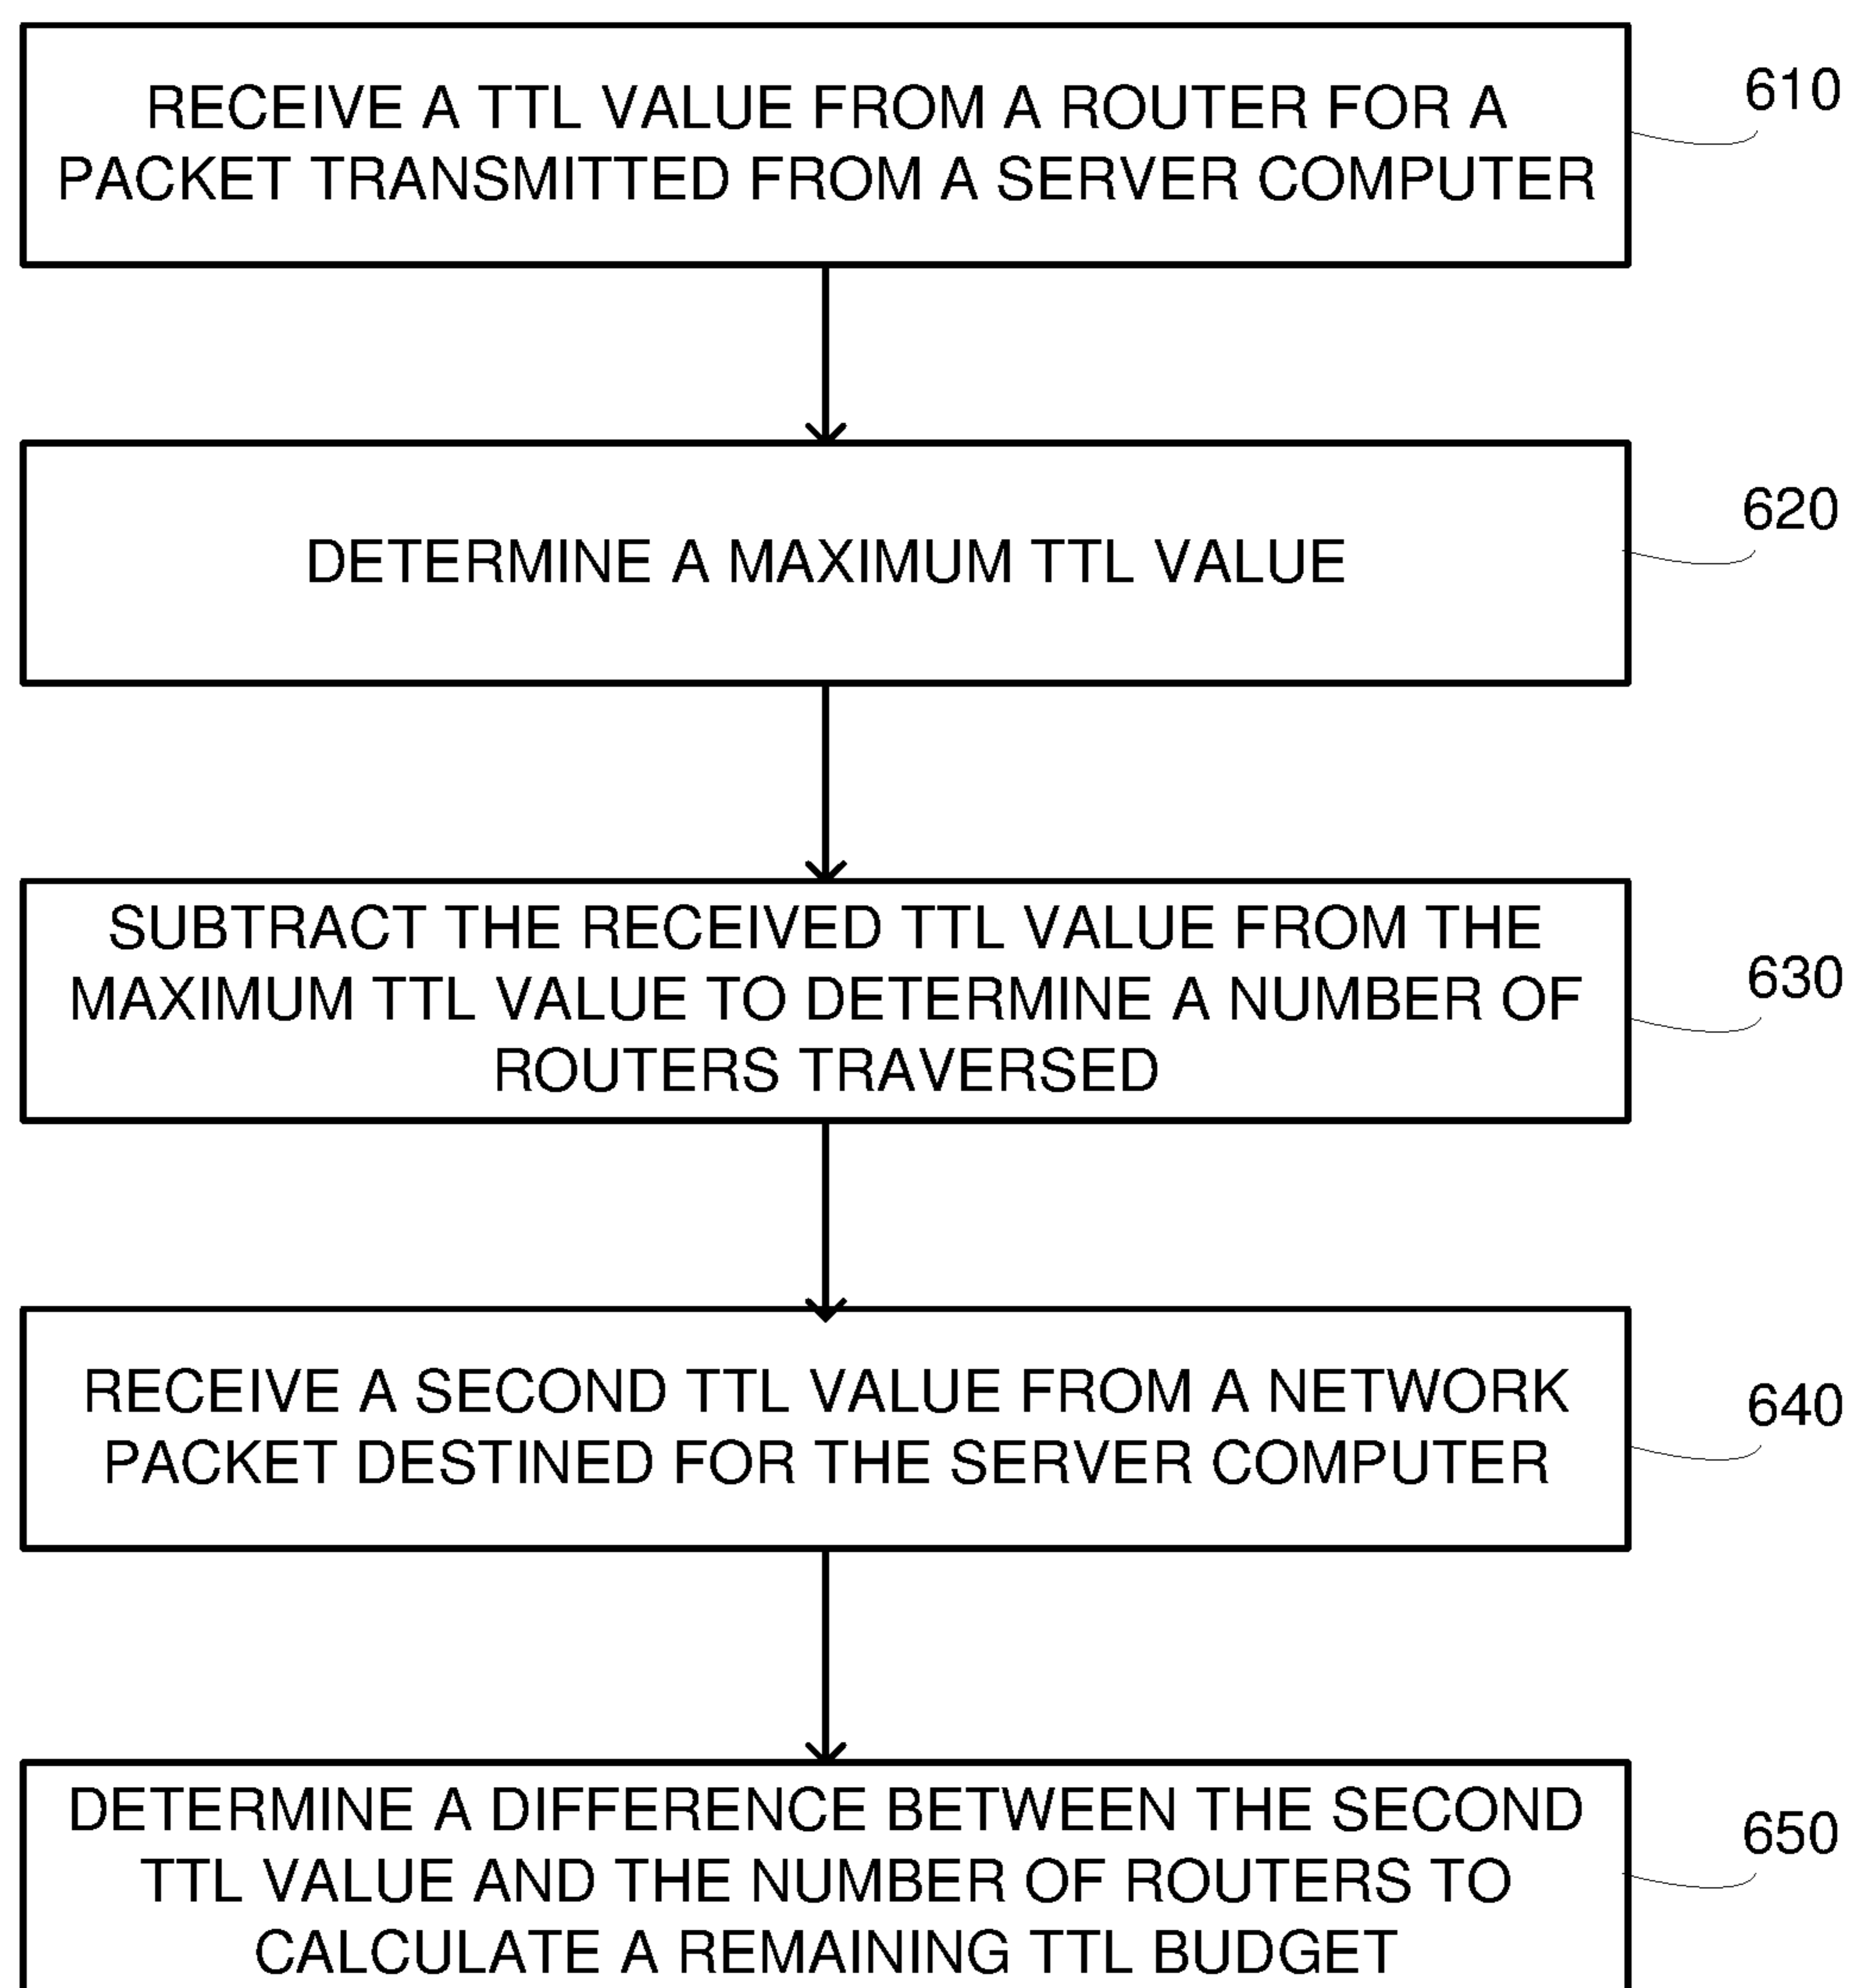 RECEIVE A TTL VALUE FROM A ROUTER FOR A
PACKET TRANSMITTED FROM A SERVER COMPUTER
610
DETERMINE A MAXIMUM TTL VALUE
620
SUBTRACT THE RECEIVED TTL VALUE FROM THE
MAXIMUM TTL VALUE TO DETERMINE A NUMBER OF
ROUTERS TRAVERSED
630
RECEIVE A SECOND TTL VALUE FROM A NETWORK
PACKET DESTINED FOR THE SERVER COMPUTER
640
DETERMINE A DIFFERENCE BETWEEN THE SECOND
TTL VALUE AND THE NUMBER OF ROUTERS TO
CALCULATE A REMAINING TTL BUDGET
650